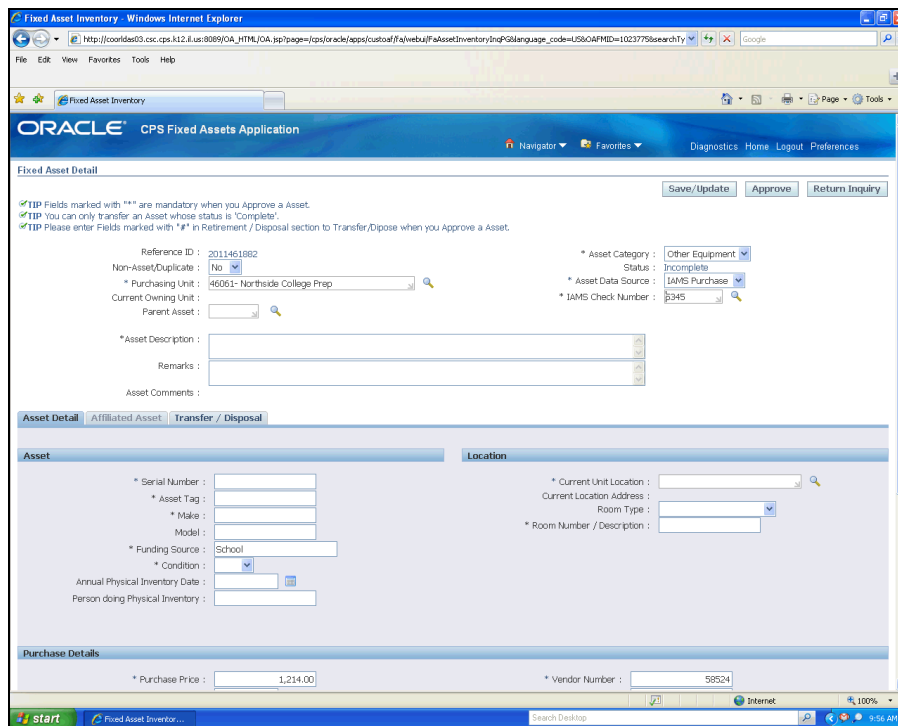 Fixed Asset Inventory - Windows Internet Explorer
http://coorldas03.csc.cps.k12.il.us:8089/OA_HTML/OA.jsp?page=/cps/oracle/apps/custoaf/fa/webui/FaAssetInventoryInqPG&language_code=US&OAFMID=1023775&searchTy Google
File Edit View Favorites Tools Help
Fixed Asset Inventory Page Tools
ORACLE CPS Fixed Assets Application
Navigator Favorites Diagnostics Home Logout Preferences
Fixed Asset Detail
Save/Update Approve Return Inquiry
TIP Fields marked with "*" are mandatory when you Approve a Asset.
TIP You can only transfer an Asset whose status is 'Complete'.
TIP Please enter Fields marked with "#" in Retirement / Disposal section to Transfer/Dipose when you Approve a Asset.
Reference ID : 2011461882 * Asset Category : Other Equipment
Non-Asset/Duplicate : No Status : Incomplete
* Purchasing Unit : 46061- Northside College Prep * Asset Data Source : IAMS Purchase
Current Owning Unit : * IAMS Check Number : 345
Parent Asset :
*Asset Description :
Remarks :
Asset Comments :
Asset Detail Affiliated Asset Transfer / Disposal
Asset Location
* Serial Number : * Current Unit Location :
* Asset Tag : Current Location Address :
* Make : Room Type :
Model : * Room Number / Description :
* Funding Source : School
* Condition :
Annual Physical Inventory Date :
Person doing Physical Inventory :
Purchase Details
* Purchase Price : 1,214.00 * Vendor Number : 58524
Internet 100%
start Fixed Asset Inventor... Search Desktop 9:56 AM